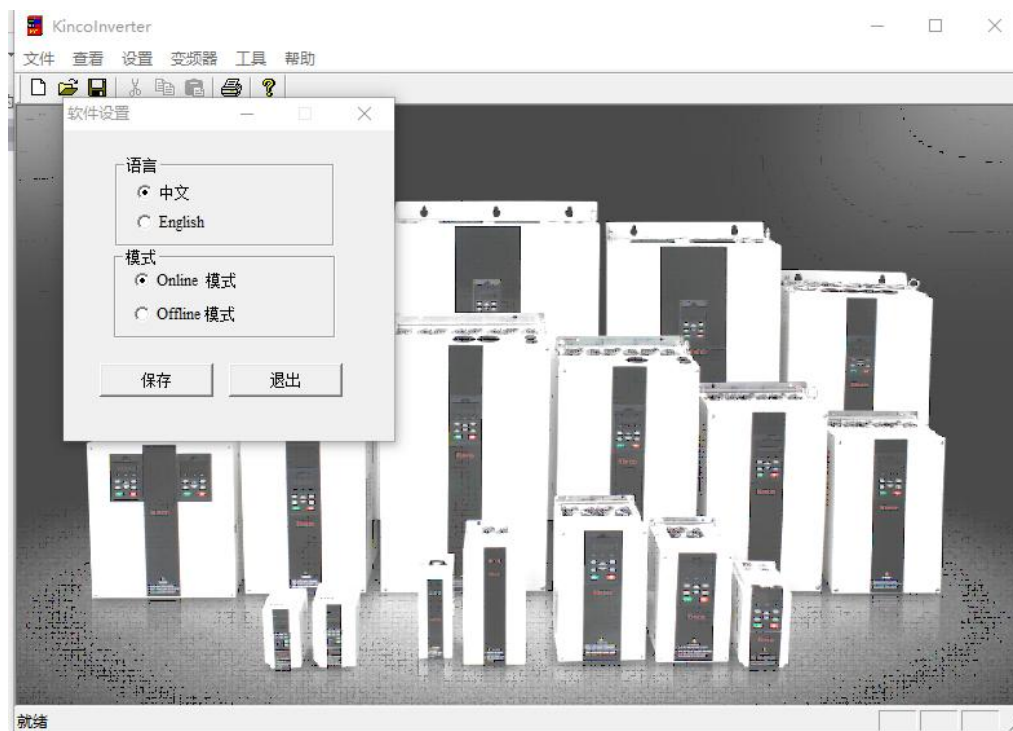 KincoInverter
文件 查看 设置 变频器 工具 帮助
软件设置
语言
中文
English
模式
Online 模式
Offline 模式
保存 退出
就绪